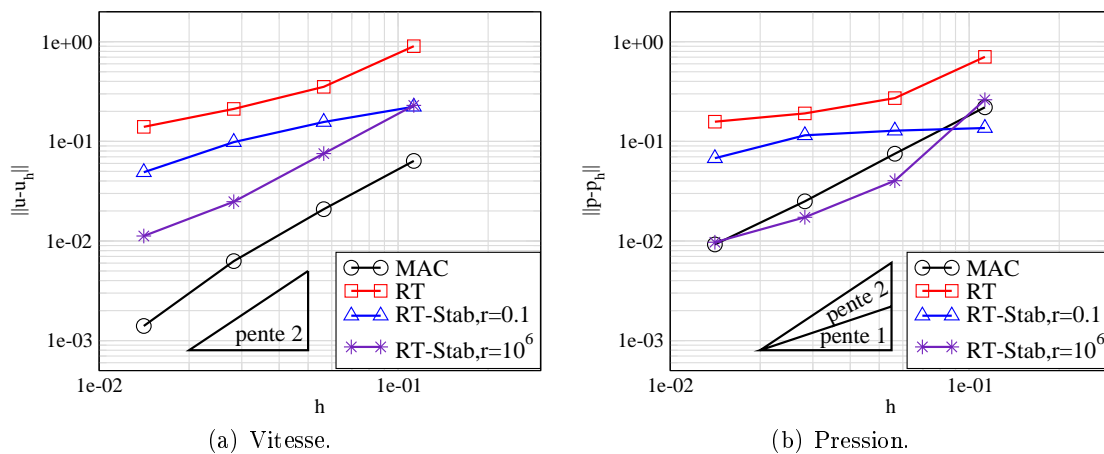 1e+00
1e-01
1e-02
1e-03
||u-u_h||
MAC
RT
RT-Stab,r=0.1
RT-Stab,r=10^6
pente 2
1e-02
1e-01
h
(a) Vitesse.
1e+00
1e-01
1e-02
1e-03
||p-p_h||
MAC
RT
RT-Stab,r=0.1
RT-Stab,r=10^6
pente 2
pente 1
1e-02
1e-01
h
(b) Pression.